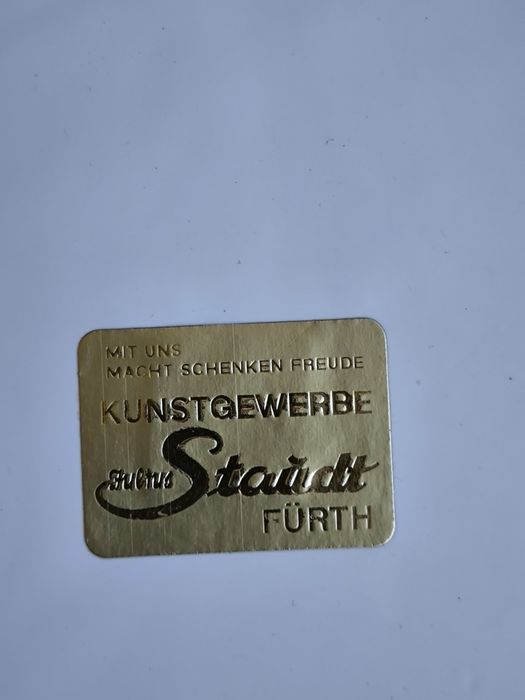 MIT UNS
MACHT SCHENKEN FREUDE
KUNSTGEWERBE
Julius Staudt
FÜRTH